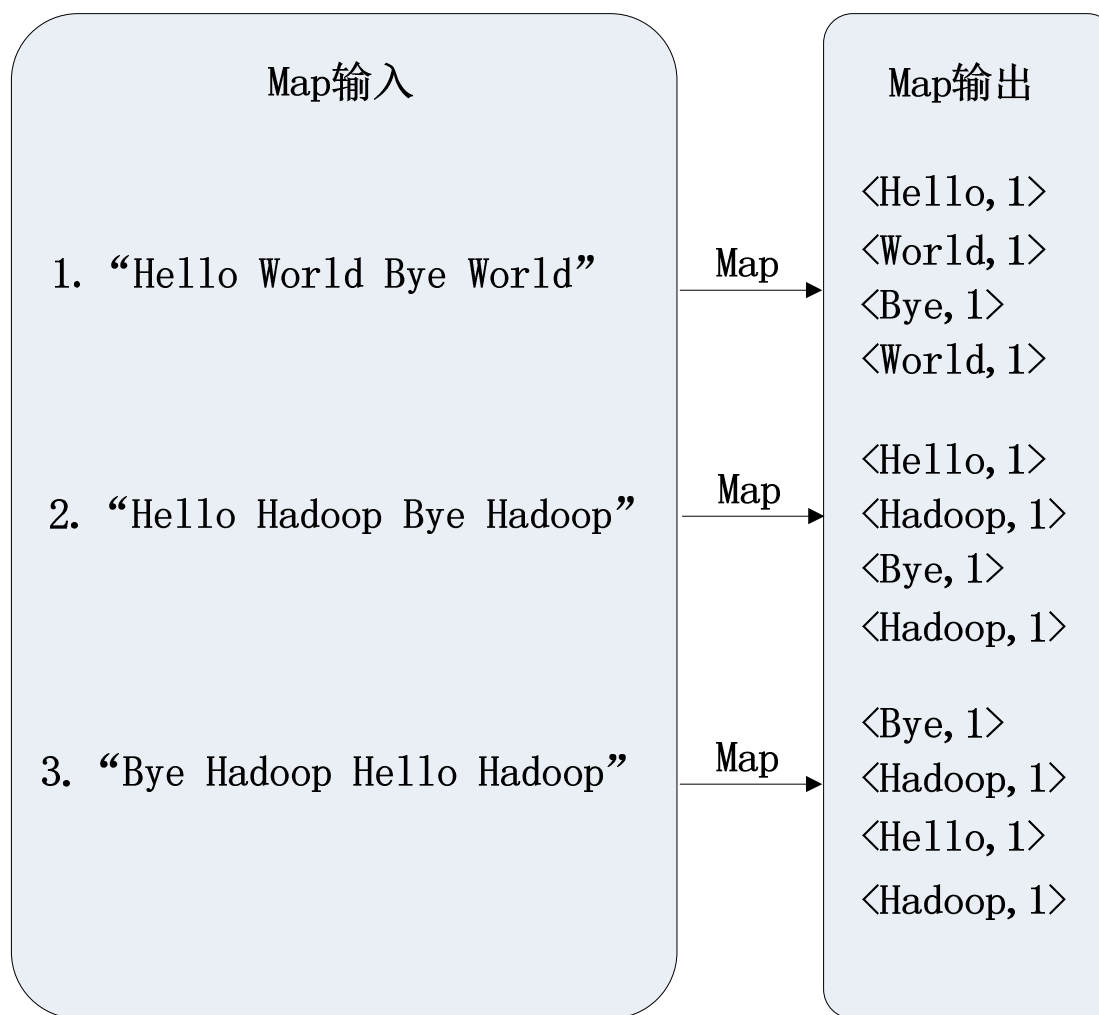 Map输入
1. “Hello World Bye World”
2. “Hello Hadoop Bye Hadoop”
3. “Bye Hadoop Hello Hadoop”
Map
Map
Map
Map输出
<Hello,1>
<World,1>
<Bye,1>
<World,1>
<Hello,1>
<Hadoop,1>
<Bye,1>
<Hadoop,1>
<Bye,1>
<Hadoop,1>
<Hello,1>
<Hadoop,1>